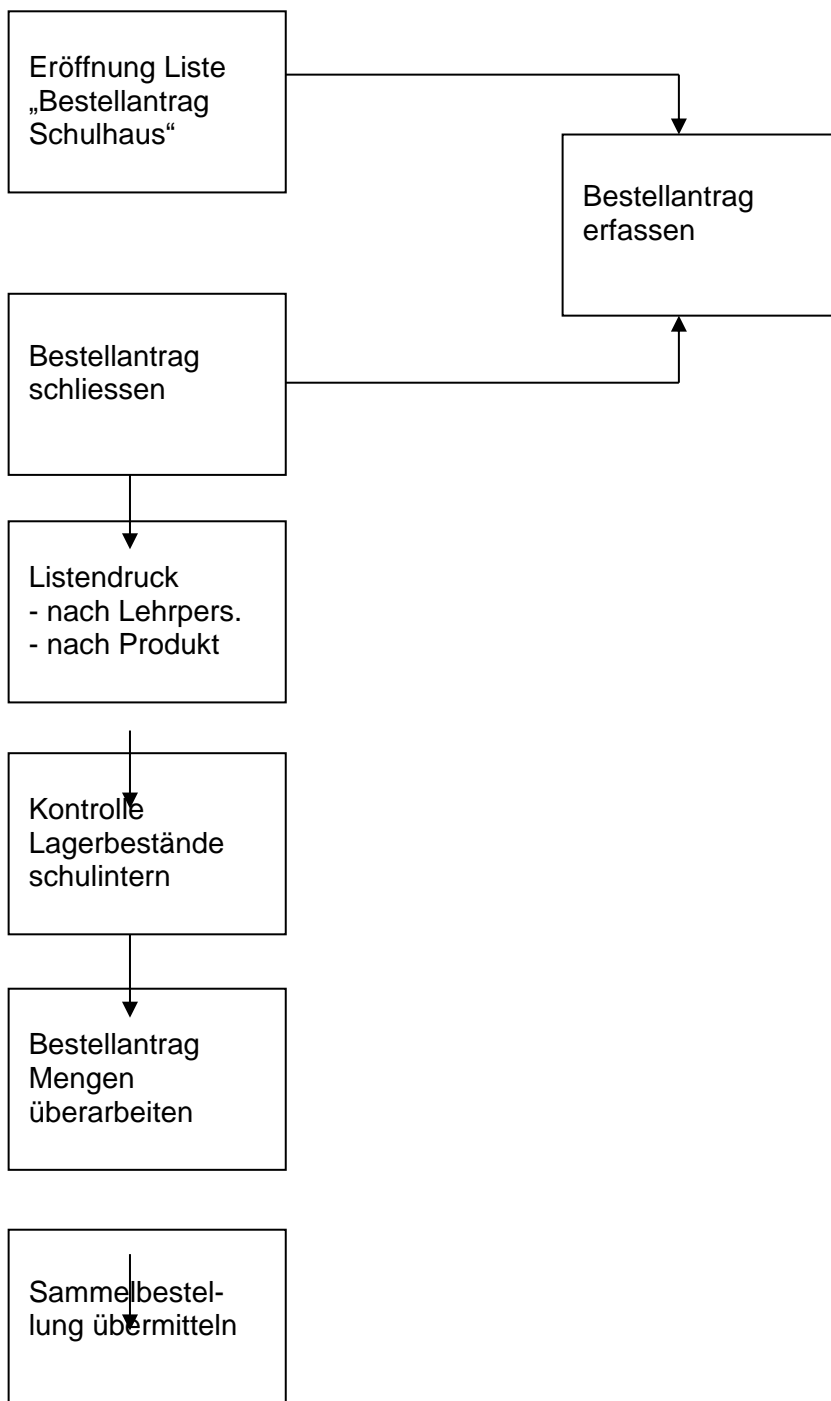 Eröffnung Liste
„Bestellantrag
Schulhaus“
Bestellantrag
erfassen
Bestellantrag
schliessen
Listendruck
- nach Lehrpers.
- nach Produkt
Kontrolle
Lagerbestände
schulintern
Bestellantrag
Mengen
überarbeiten
Sammelbestel-
lung übermitteln